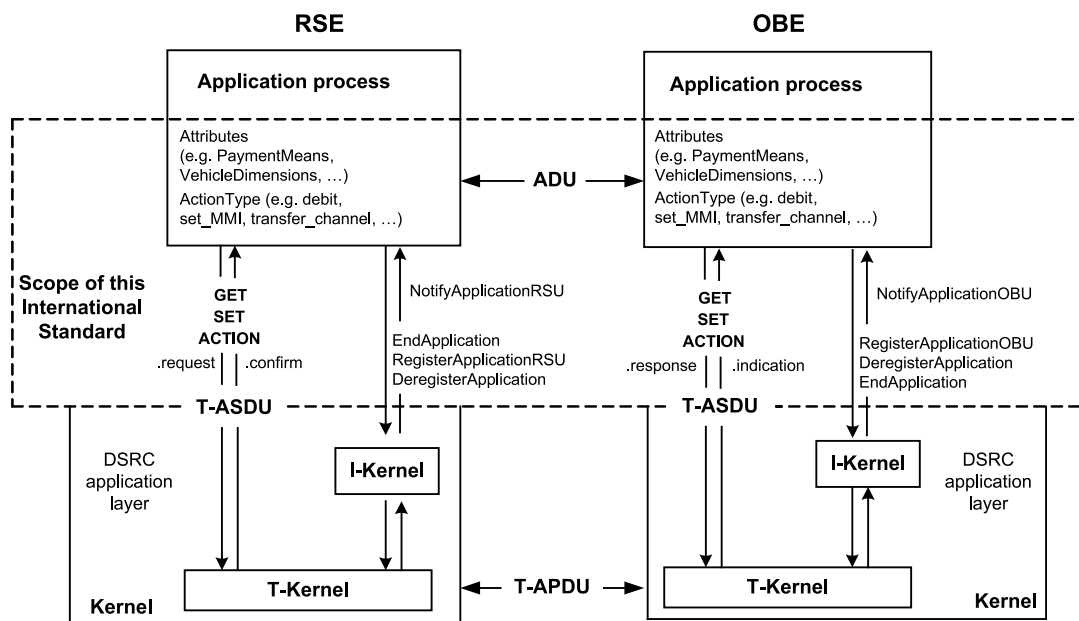 RSE
OBE
Application process
Attributes
(e.g. PaymentMeans,
VehicleDimensions, …)
ActionType (e.g. debit,
set_MMI, transfer_channel, …)
ADU
Application process
Attributes
(e.g. PaymentMeans,
VehicleDimensions, …)
ActionType (e.g. debit,
set_MMI, transfer_channel, …)
Scope of this
International
Standard
GET
SET
ACTION
.request
.confirm
T-ASDU
NotifyApplicationRSU
EndApplication
RegisterApplicationRSU
DeregisterApplication
GET
SET
ACTION
.response
.indication
T-ASDU
NotifyApplicationOBU
RegisterApplicationOBU
DeregisterApplication
EndApplication
DSRC
application
layer
I-Kernel
T-Kernel
Kernel
T-APDU
I-Kernel
DSRC
application
layer
T-Kernel
Kernel